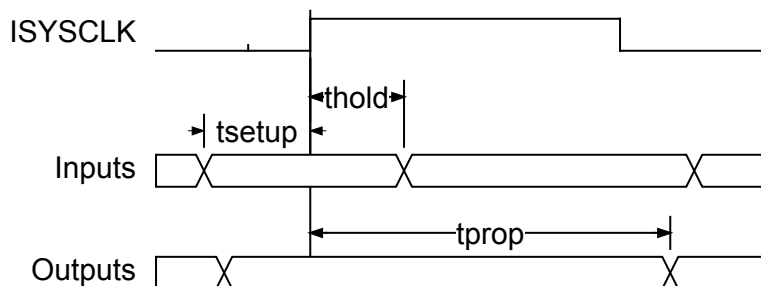 ISYSCLK
thold
tsetup
Inputs
tprop
Outputs